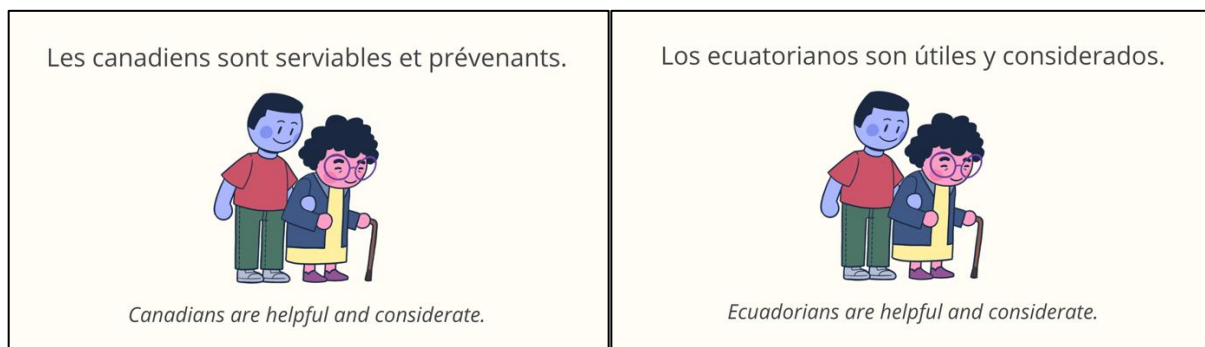 Les canadiens sont serviables et prévenants.
Canadians are helpful and considerate.
Los ecuatorianos son útiles y considerados.
Ecuadorians are helpful and considerate.